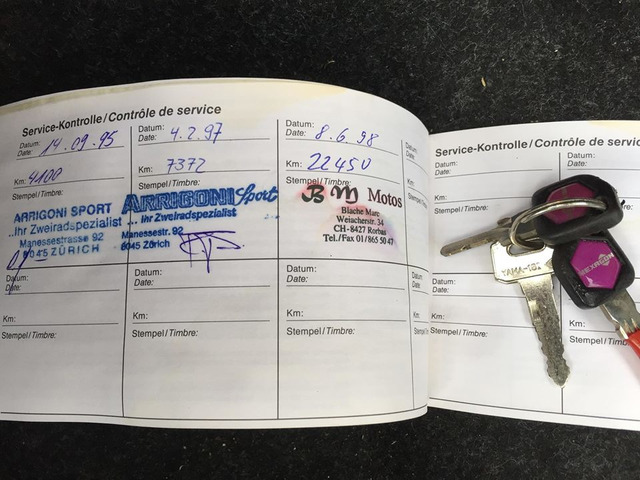 Service-Kontrolle/Contrôle de service
Datum:
Date: 14.09.95
Km: 4100
Stempel/Timbre:
ARRIGONI SPORT
...Ihr Zweiradspezialist
Manessestrasse 92
8045 ZÜRICH
Datum:
Date: 4.2.97
Km: 7372
Stempel/Timbre:
ARRIGONI Sport
... Ihr Zweiradspezialist
Manessestr. 92
8045 Zürich
Datum:
Date: 8.6.98
Km: 22450
Stempel/Timbre:
BM Motos
Blache Marc
Weiacherstr. 34
CH-8427 Rorbas
Tel./Fax 01/865 50 47
Datum:
Date:
Km:
Stempel/Timbre:
Datum:
Date:
Km:
Stempel/Timbre:
Datum:
Date:
Km:
Stempel/Timbre:
Service-Kontrolle/Contrôle de servic
Datum:
Date:
Km:
Stempel/Timbre:
Datum:
Date:
Datum:
Date:
Km:
Stempel/Timbre:
Km:
Stempel/Timb
YAMA-18